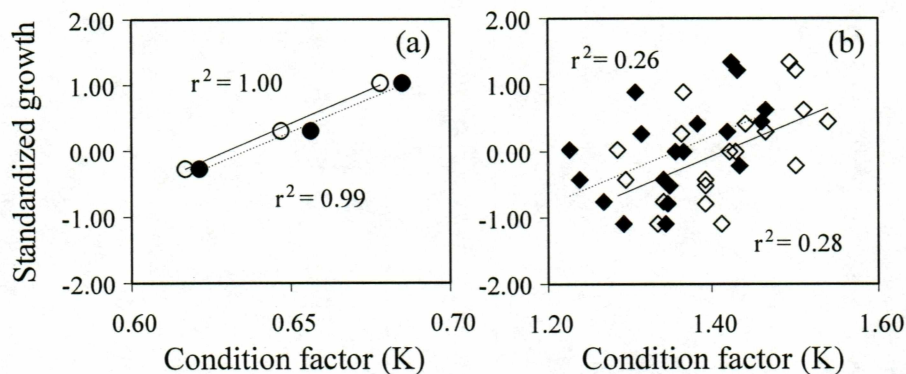 Standardized growth
2.00
1.00
0.00
-1.00
-2.00
(a)
r² = 1.00
r² = 0.99
0.60
0.65
0.70
Condition factor (K)
2.00
1.00
0.00
-1.00
-2.00
(b)
r² = 0.26
r² = 0.28
1.20
1.40
1.60
Condition factor (K)